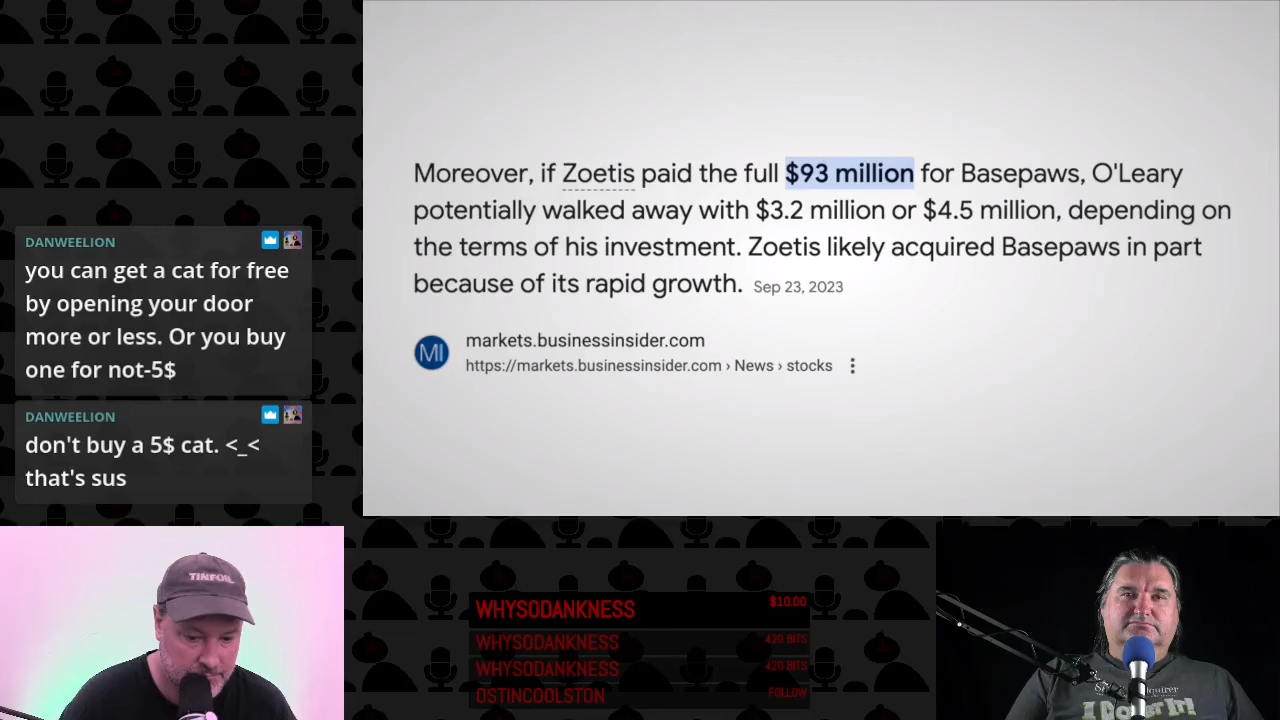 Moreover, if Zoetis paid the full $93 million for Basepaws, O'Leary
potentially walked away with $3.2 million or $4.5 million, depending on
the terms of his investment. Zoetis likely acquired Basepaws in part
because of its rapid growth. Sep 23, 2023
MI
markets.businessinsider.com
https://markets.businessinsider.com › News › stocks
DANWEELION
you can get a cat for free
by opening your door
more or less. Or you buy
one for not-5$
DANWEELION
don't buy a 5$ cat. <_<
that's sus
TINFOIL
WHYSODANKNESS $10.00
WHYSODANKNESS 420 BITS
WHYSODANKNESS 420 BITS
OSTINCOOLSTON FOLLOW